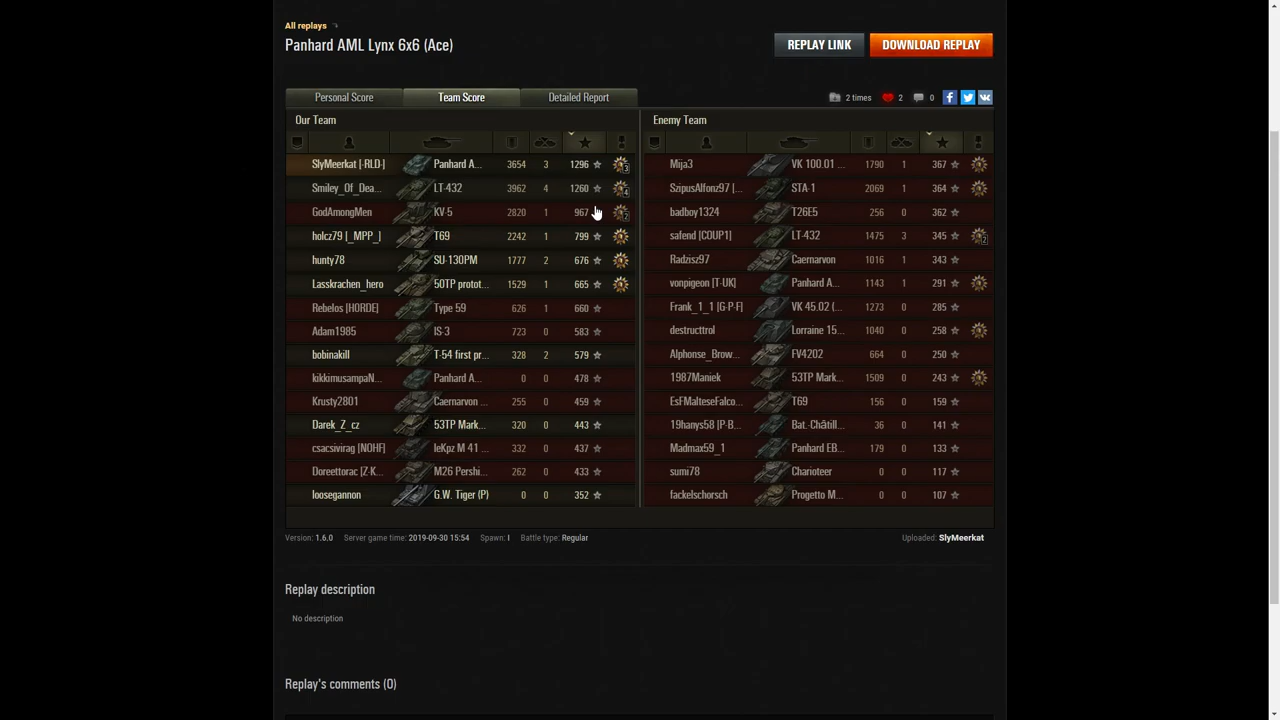 All replays
Panhard AML Lynx 6x6 (Ace)
REPLAY LINK
DOWNLOAD REPLAY
Personal Score
Team Score
Detailed Report
2 times
2
0
Our Team
Enemy Team
SlyMeerkat [-RLD-] Panhard A... 3654 3 1296 3
Mija3 VK 100.01 ... 1790 1 367
Smiley_Of_Dea... LT-432 3962 4 1260 4
SzipusAlfonz97 [... STA-1 2069 1 364
GodAmongMen KV-5 2820 1 967 2
badboy1324 T26E5 256 0 362
holcz79 [_MPP_] T69 2242 1 799
safend [COUP1] LT-432 1475 3 345 2
hunty78 SU-130PM 1777 2 676
Radzisz97 Caernarvon 1016 1 343
Lasskrachen_hero 50TP protot... 1529 1 665
vonpigeon [T-UK] Panhard A... 1143 1 291
Rebelos [HORDE] Type 59 626 1 660
Frank_1_1 [G-P-F] VK 45.02 (... 1273 0 285
Adam1985 IS-3 723 0 583
destructtrol Lorraine 15... 1040 0 258
bobinakill T-54 first pr... 328 2 579
Alphonse_Brow... FV4202 664 0 250
kikkimusampaN... Panhard A... 0 0 478
1987Maniek 53TP Mark... 1509 0 243
Krusty2801 Caernarvon ... 255 0 459
EsFMalteseFalco... T69 156 0 159
Darek_Z_cz 53TP Mark... 320 0 443
19hanys58 [P-B... Bat.-Châtill... 36 0 141
csacsivirag [NOHF] leKpz M 41 ... 332 0 437
Madmax59_1 Panhard EB... 179 0 133
Doreettorac [Z-K... M26 Pershi... 262 0 433
sumi78 Charioteer 0 0 117
loosegannon G.W. Tiger (P) 0 0 352
fackelschorsch Progetto M... 0 0 107
Version: 1.6.0 Server game time: 2019-09-30 15:54 Spawn: I Battle type: Regular
Uploaded: SlyMeerkat
Replay description
No description
Replay's comments (0)